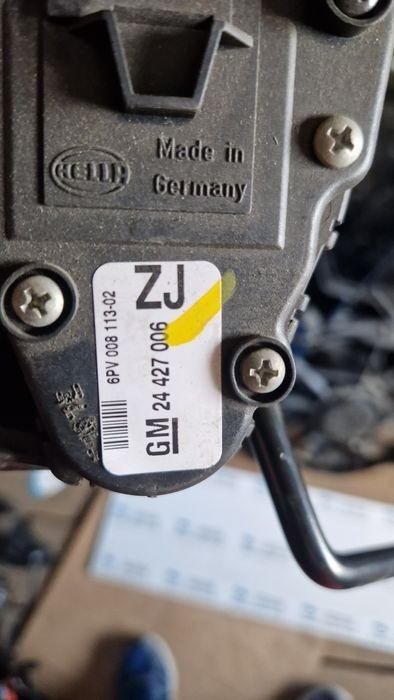 HELLA
Made in
Germany
ZJ
6PV 008 113-02
GM 24 427 006